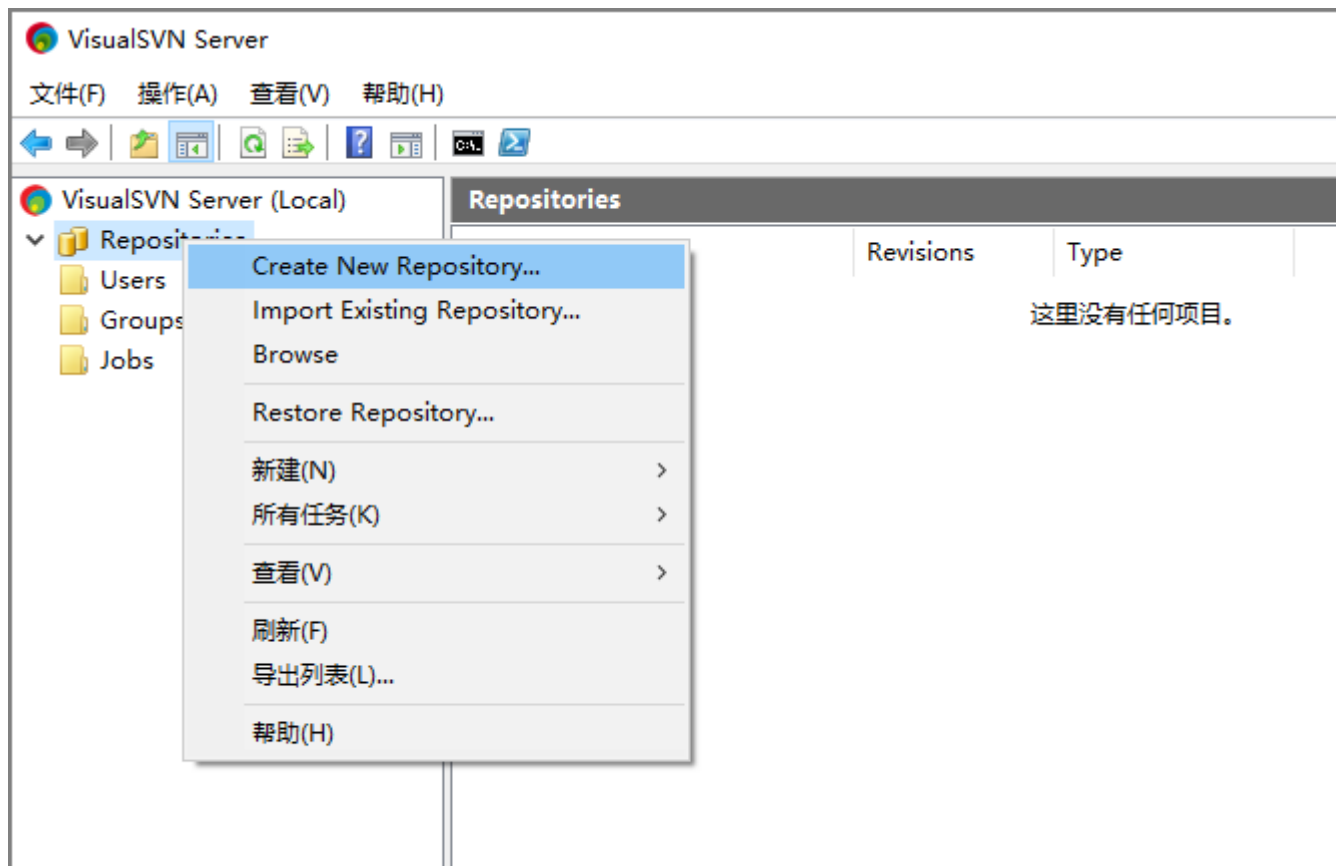 VisualSVN Server
文件(F) 操作(A) 查看(V) 帮助(H)
VisualSVN Server (Local)
Repositories
Users
Groups
Jobs
Create New Repository...
Import Existing Repository...
Browse
Restore Repository...
新建(N)
所有任务(K)
查看(V)
刷新(F)
导出列表(L)...
帮助(H)
Repositories
Revisions Type
这里没有任何项目。